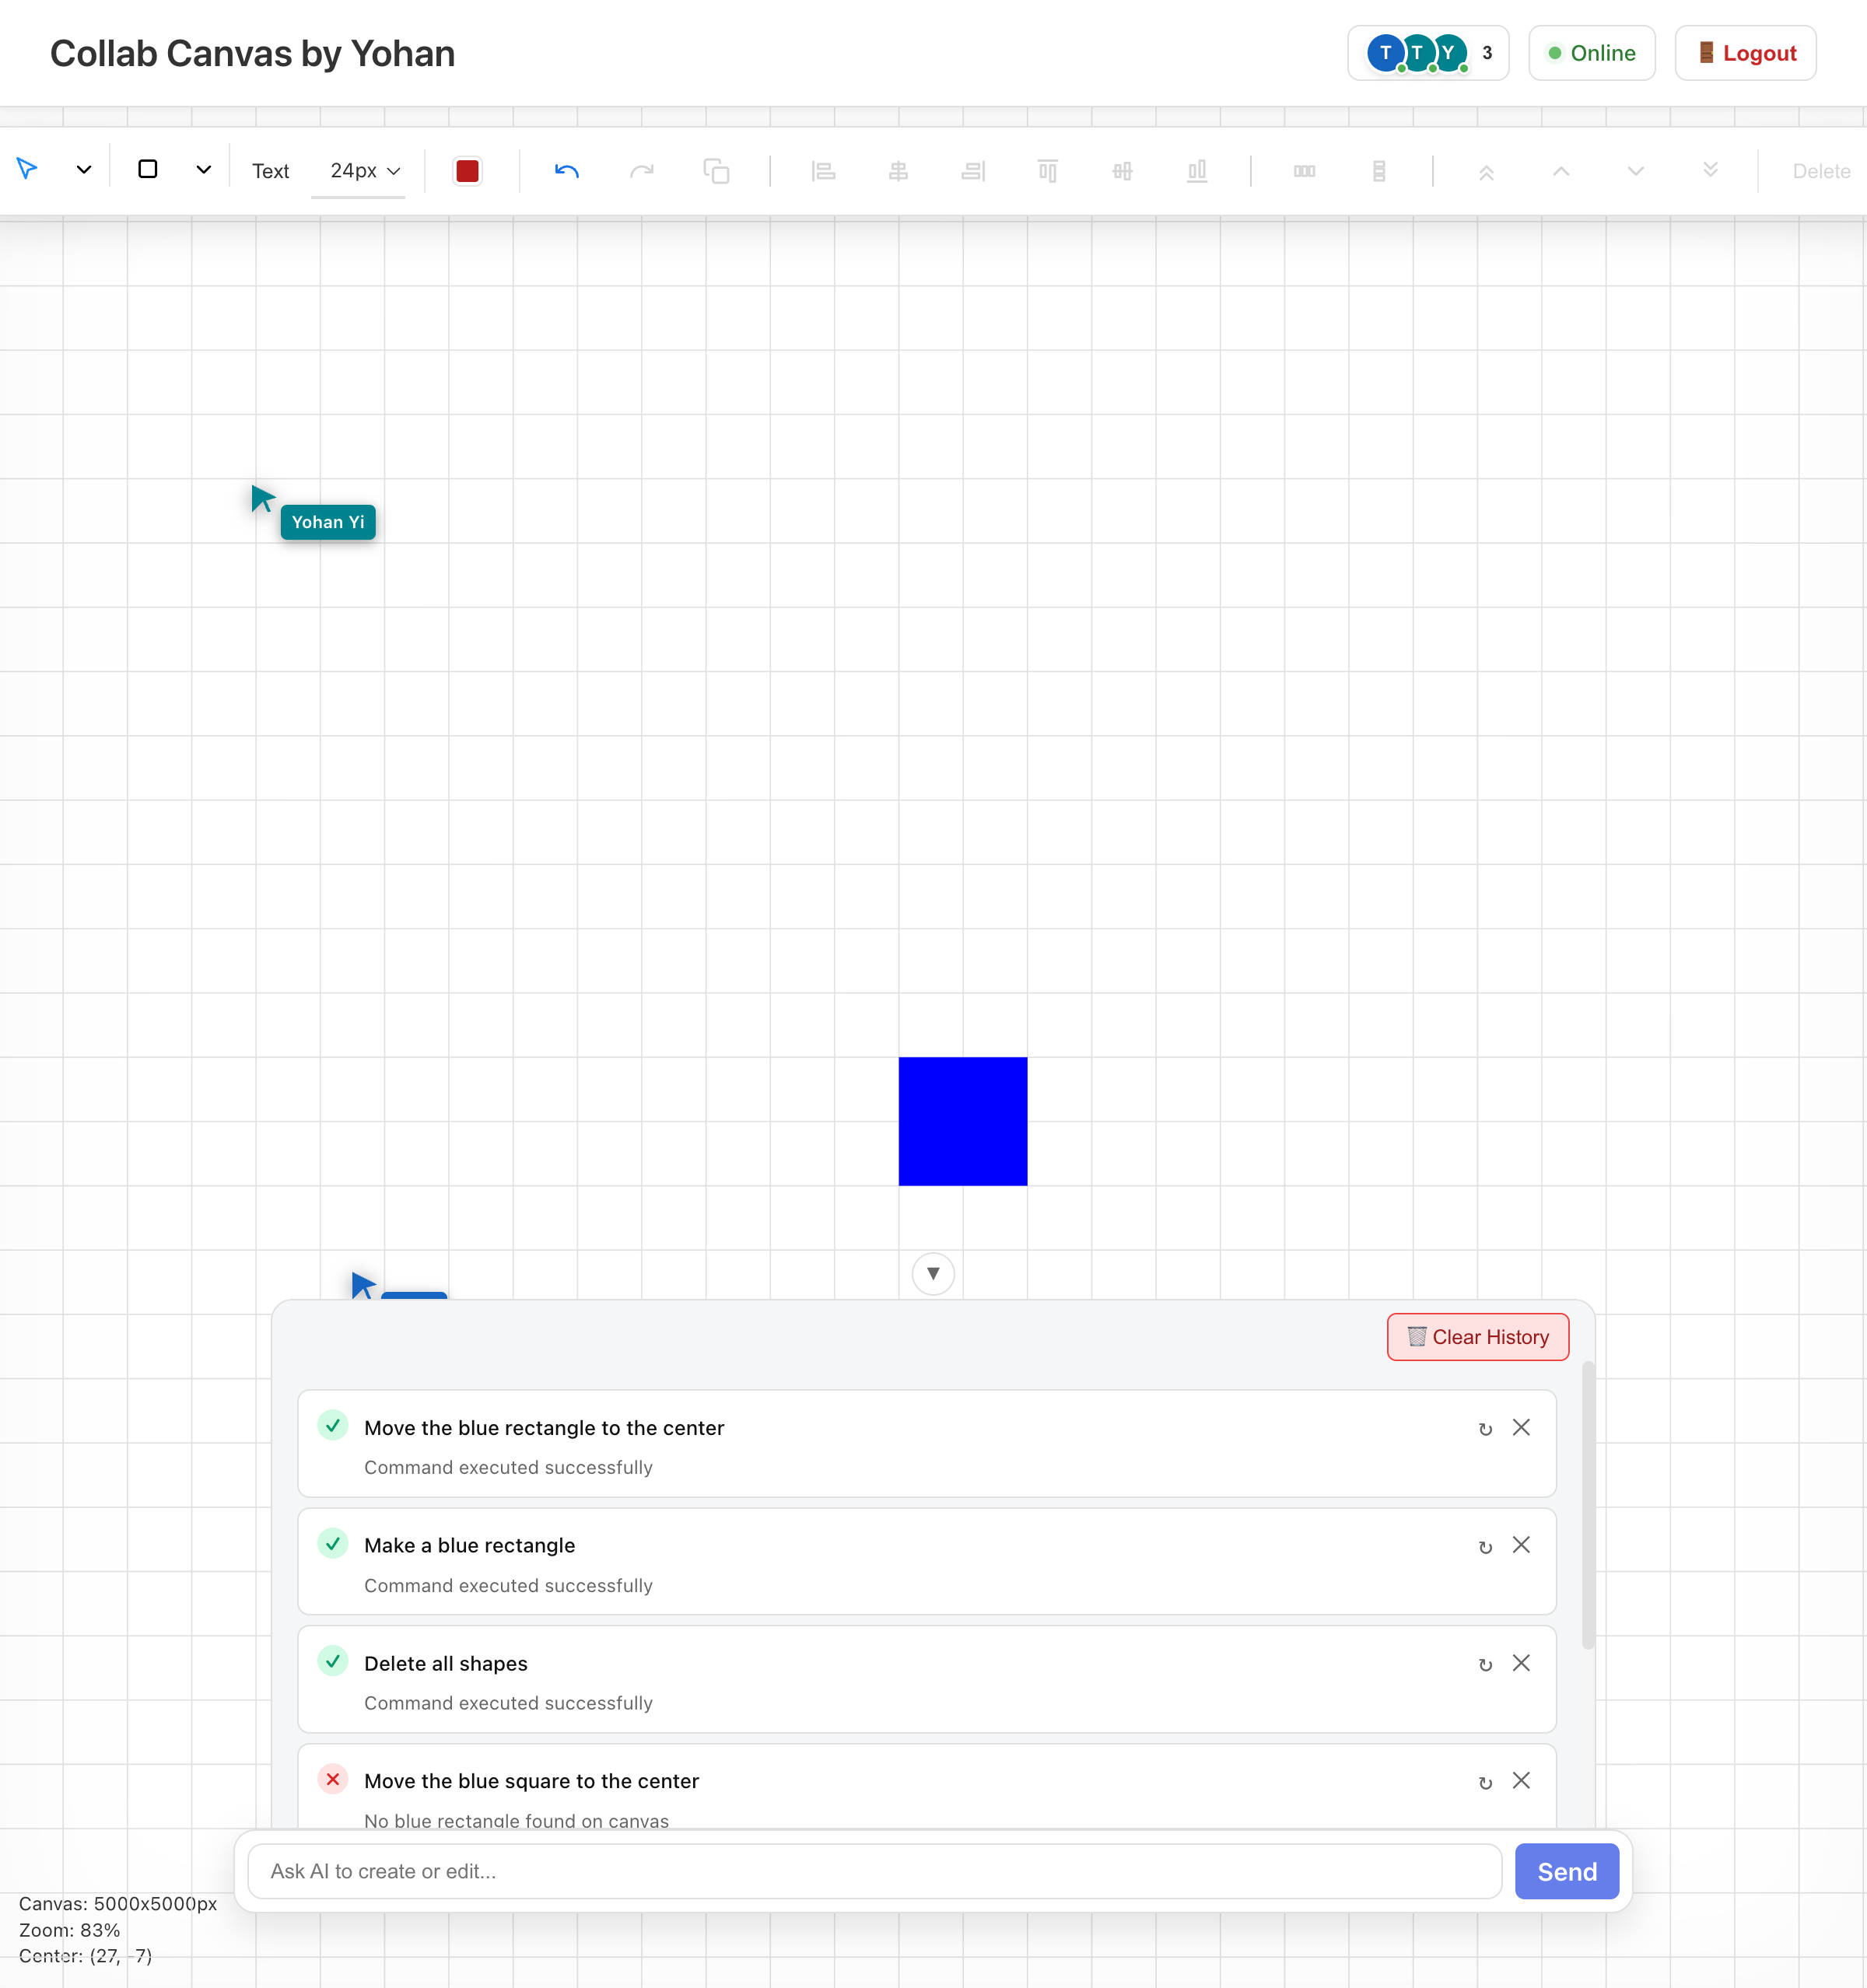 Collab Canvas by Yohan
T T Y 3
Online
Logout
Text
24px
Delete
Yohan Yi
Clear History
Move the blue rectangle to the center
Command executed successfully
Make a blue rectangle
Command executed successfully
Delete all shapes
Command executed successfully
Move the blue square to the center
No blue rectangle found on canvas
Ask AI to create or edit...
Send
Canvas: 5000x5000px
Zoom: 83%
Center: (27, -7)